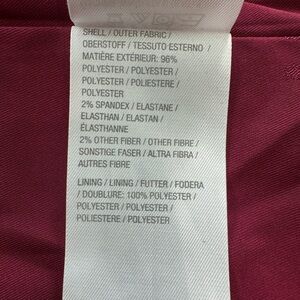 SHELL / OUTER FABRIC /
OBERSTOFF / TESSUTO ESTERNO /
MATIÈRE EXTÉRIEUR: 96%
POLYESTER / POLYESTER /
POLYESTER / POLIESTERE /
POLYESTER
2% SPANDEX / ELASTANE /
ELASTHAN / ELASTAN /
ÉLASTHANNE
2% OTHER FIBER / OTHER FIBRE /
SONSTIGE FASER / ALTRA FIBRA /
AUTRES FIBRE
LINING / LINING / FUTTER / FODERA
/ DOUBLURE: 100% POLYESTER /
POLYESTER / POLYESTER /
POLIESTERE / POLYESTER